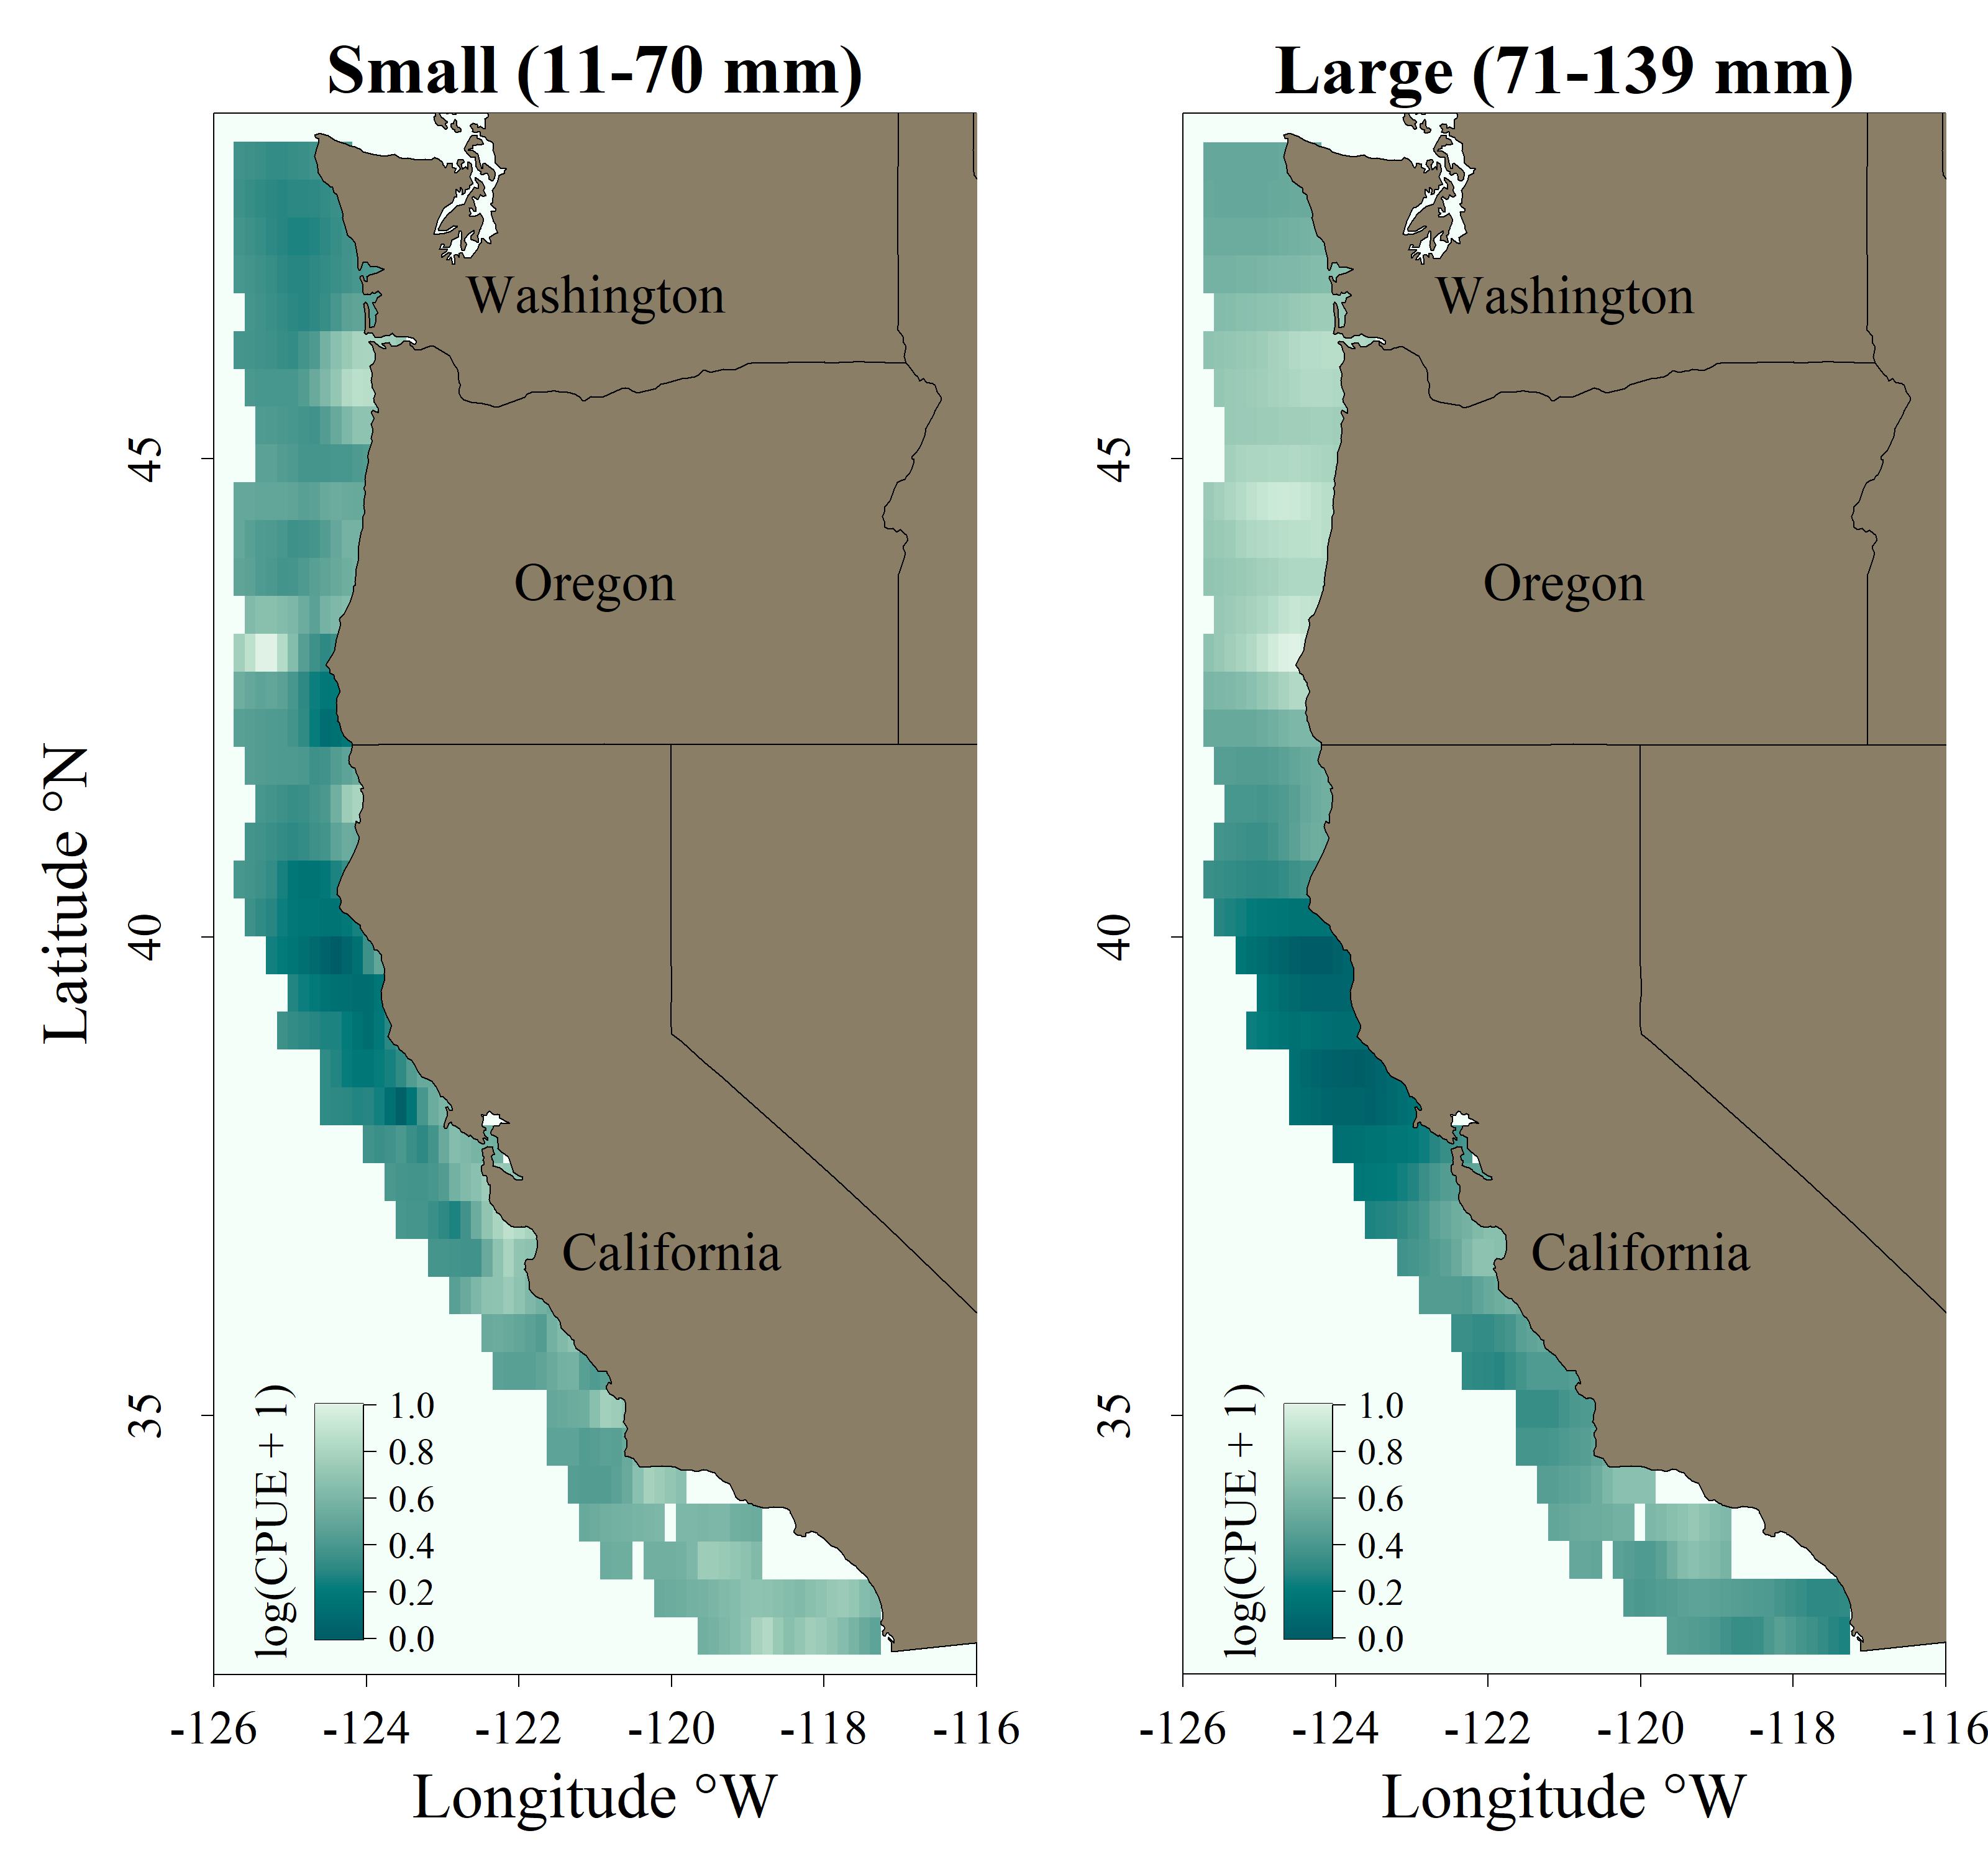 Small (11-70 mm)
Large (71-139 mm)
Washington
Oregon
California
Washington
Oregon
California
Latitude °N
45
40
35
45
40
35
log(CPUE + 1)
1.0
0.8
0.6
0.4
0.2
0.0
log(CPUE + 1)
1.0
0.8
0.6
0.4
0.2
0.0
-126 -124 -122 -120 -118 -116
-126 -124 -122 -120 -118 -116
Longitude °W
Longitude °W